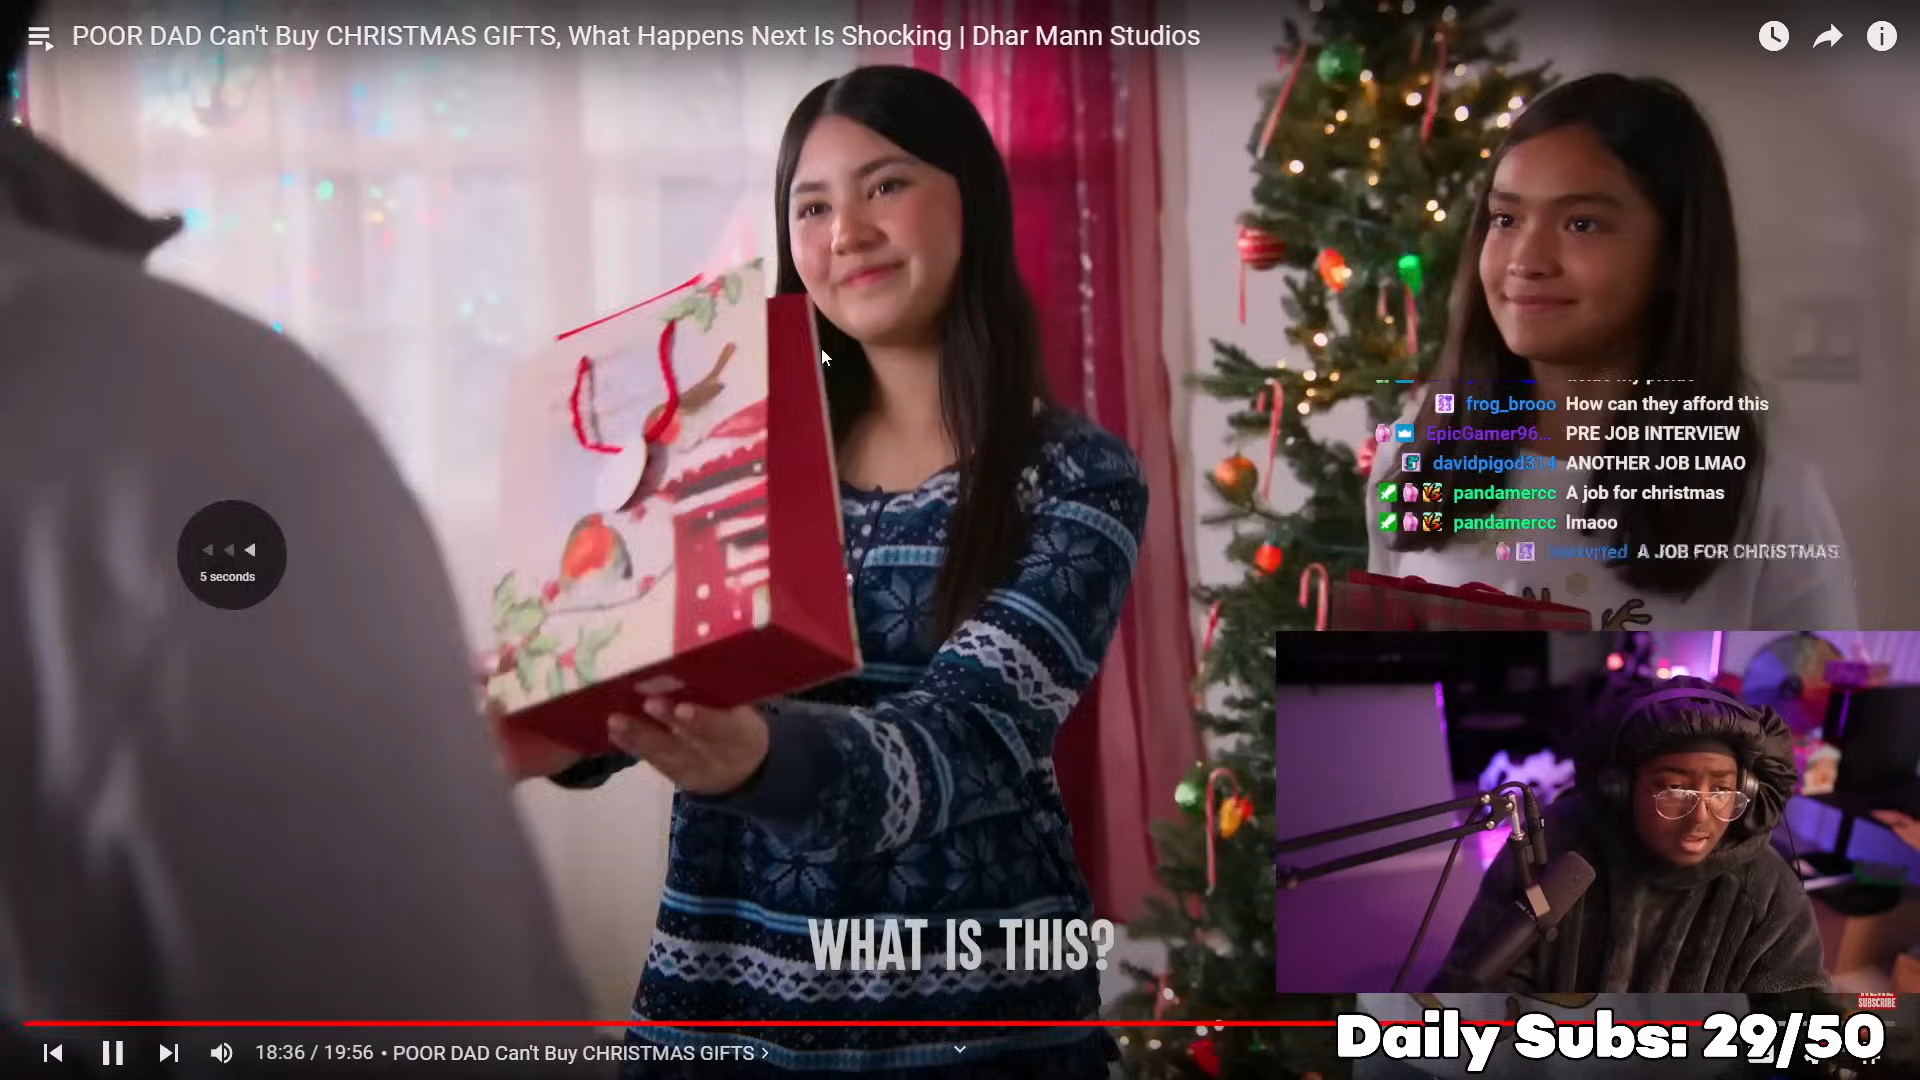 POOR DAD Can't Buy CHRISTMAS GIFTS, What Happens Next Is Shocking | Dhar Mann Studios
frog_brooo How can they afford this
EpicGamer96... PRE JOB INTERVIEW
davidpigod314 ANOTHER JOB LMAO
pandamercc A job for christmas
pandamercc lmaoo
A JOB FOR CHRISTMAS
5 seconds
WHAT IS THIS?
SUBSCRIBE
Daily Subs: 29/50
18:36 / 19:56 • POOR DAD Can't Buy CHRISTMAS GIFTS